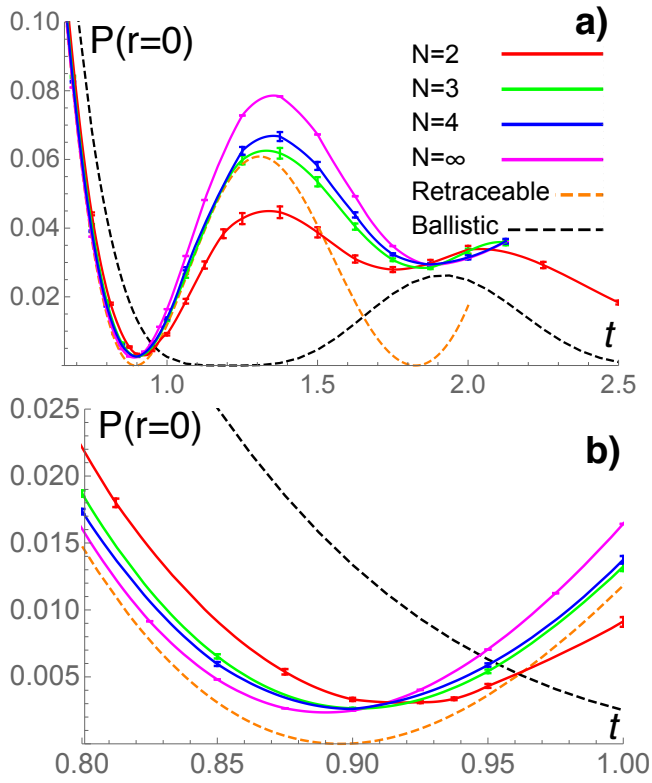 0.10
P(r=0)
a)
N=2
0.08
N=3
N=4
0.06
N=∞
Retraceable
0.04
Ballistic
0.02
t
1.0 1.5 2.0 2.5
0.025
P(r=0)
b)
0.020
0.015
0.010
0.005
t
0.80 0.85 0.90 0.95 1.00